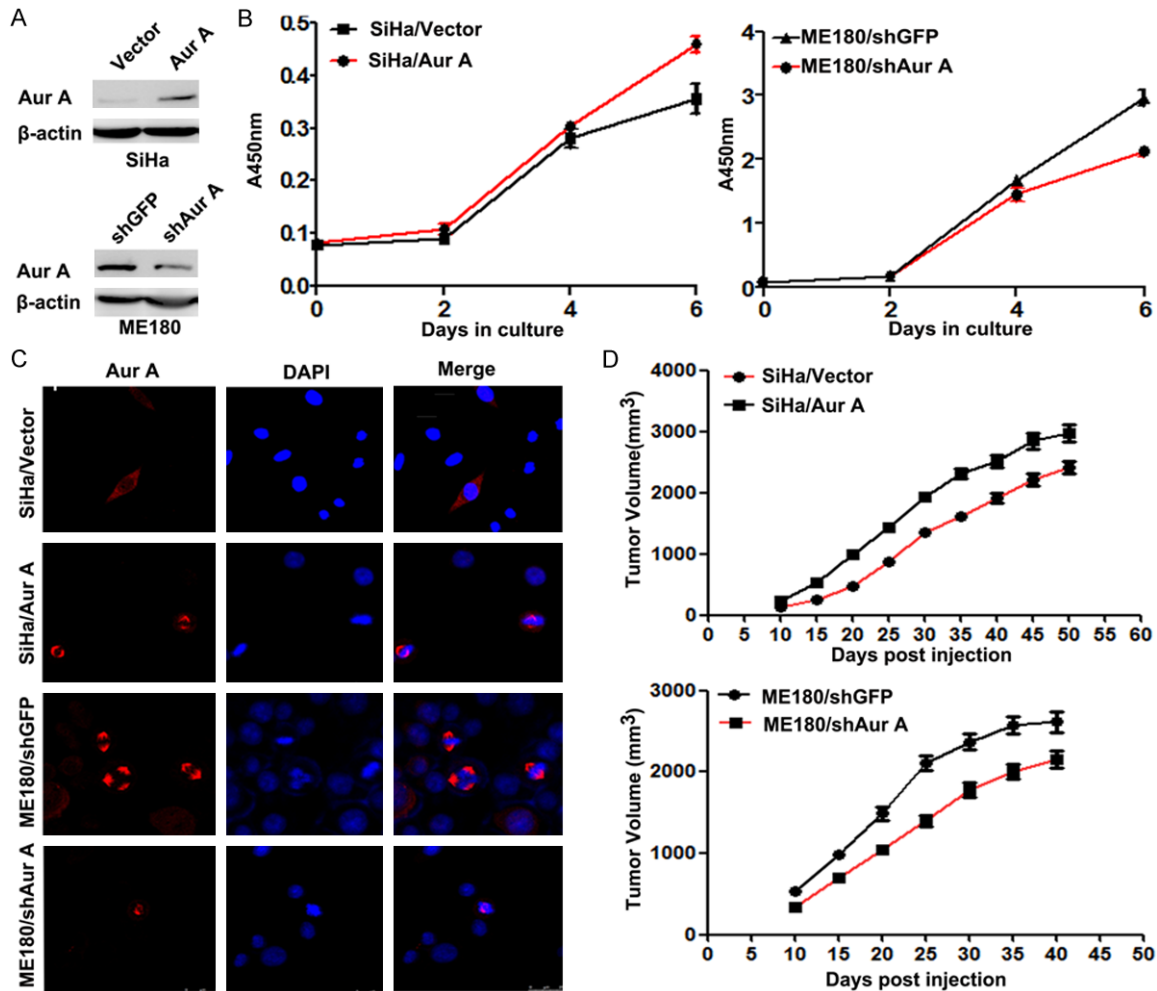 A
Vector
Aur A
Aur A
β-actin
SiHa
shGFP
shAur A
Aur A
β-actin
ME180
B
SiHa/Vector
SiHa/Aur A
A450nm
0.5
0.4
0.3
0.2
0.1
0.0
0
2
4
6
Days in culture
ME180/shGFP
ME180/shAur A
A450nm
4
3
2
1
0
0
2
4
6
Days in culture
C
Aur A
DAPI
Merge
SiHa/Vector
SiHa/Aur A
ME180/shGFP
ME180/shAur A
D
SiHa/Vector
SiHa/Aur A
Tumor Volume(mm³)
4000
3000
2000
1000
0
0 5 10 15 20 25 30 35 40 45 50 55 60
Days post injection
ME180/shGFP
ME180/shAur A
Tumor Volume (mm³)
3000
2000
1000
0
0 5 10 15 20 25 30 35 40 45 50
Days post injection